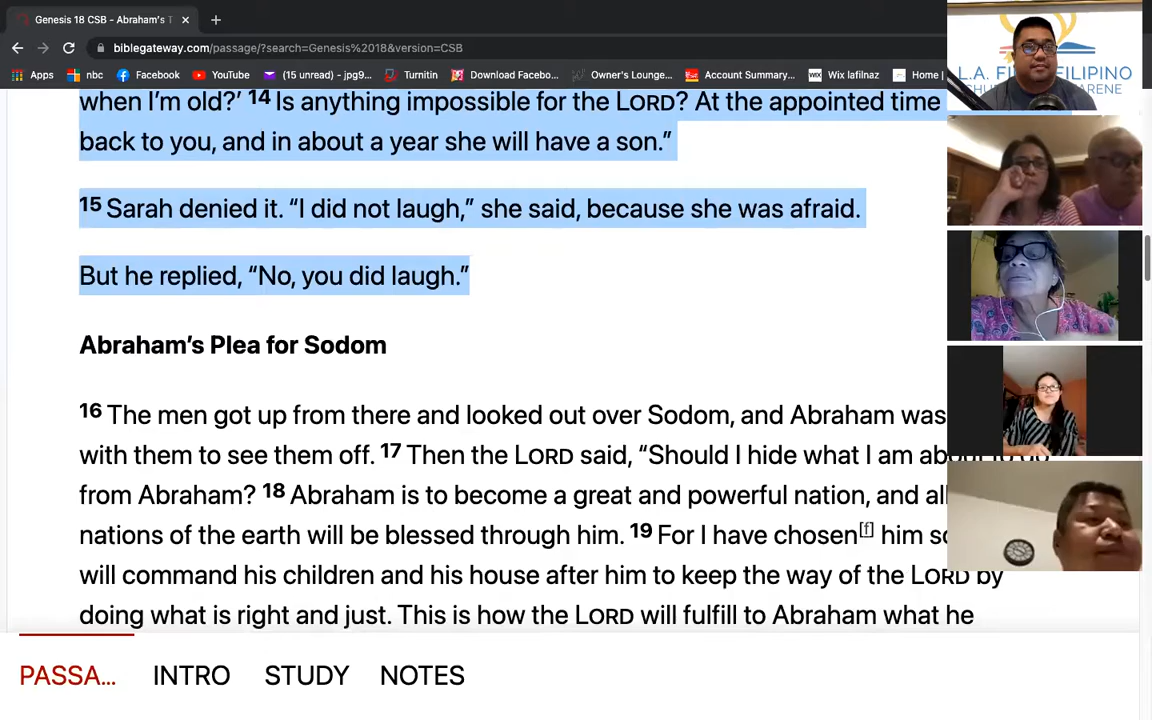 Genesis 18 CSB - Abraham's
biblegateway.com/passage/?search=Genesis%2018&version=CSB
Apps nbc Facebook YouTube (15 unread) - jpg9... Turnitin Download Facebo... Owner's Lounge... Account Summary... Wix lafilnaz Home |
L.A. FI FILIPINO
CHU ARENE
when I'm old?' 14 Is anything impossible for the LORD? At the appointed time
back to you, and in about a year she will have a son.”
15 Sarah denied it. “I did not laugh,” she said, because she was afraid.
But he replied, “No, you did laugh.”
Abraham's Plea for Sodom
16 The men got up from there and looked out over Sodom, and Abraham was
with them to see them off. 17 Then the LORD said, “Should I hide what I am about to do
from Abraham? 18 Abraham is to become a great and powerful nation, and all
nations of the earth will be blessed through him. 19 For I have chosen[f] him so
will command his children and his house after him to keep the way of the LORD by
doing what is right and just. This is how the LORD will fulfill to Abraham what he
PASSA... INTRO STUDY NOTES